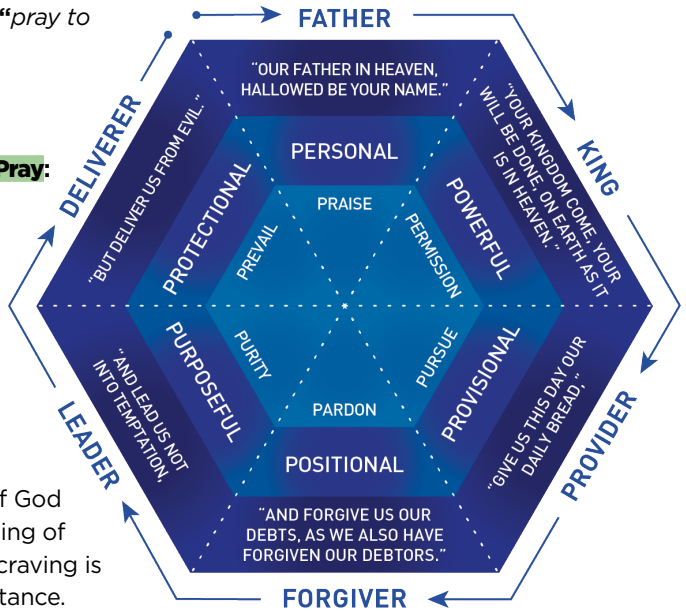 “pray to
Pray:
f God
ing of
craving is
tance.
FATHER
“OUR FATHER IN HEAVEN,
HALLOWED BE YOUR NAME.”
PERSONAL
PRAISE
KING
“YOUR KINGDOM COME, YOUR
WILL BE DONE, ON EARTH AS IT
IS IN HEAVEN.”
POWERFUL
PERMISSION
PROVIDER
“GIVE US THIS DAY OUR
DAILY BREAD,”
PROVISIONAL
PURSUE
FORGIVER
“AND FORGIVE US OUR
DEBTS, AS WE ALSO HAVE
FORGIVEN OUR DEBTORS.”
POSITIONAL
PARDON
LEADER
“AND LEAD US NOT
INTO TEMPTATION,
PURPOSEFUL
PURITY
DELIVERER
“BUT DELIVER US FROM EVIL.”
PROTECTIONAL
PREVAIL